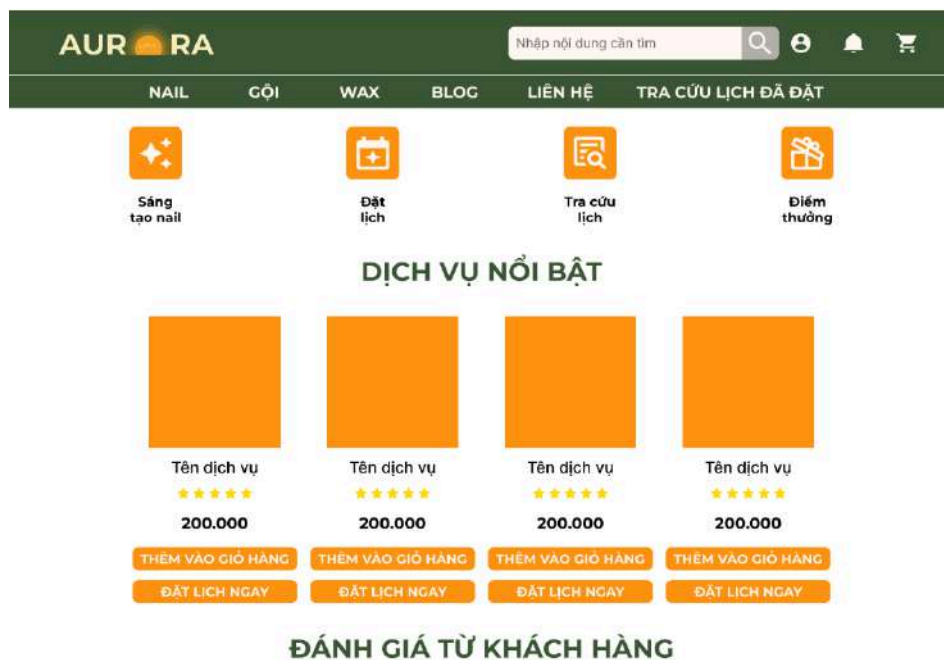 AURORA
Nhập nội dung cần tìm
NAIL GỘI WAX BLOG LIÊN HỆ TRA CỨU LỊCH ĐÃ ĐẶT
Sáng tạo nail
Đặt lịch
Tra cứu lịch
Điểm thưởng
DỊCH VỤ NỔI BẬT
Tên dịch vụ Tên dịch vụ Tên dịch vụ Tên dịch vụ
200.000 200.000 200.000 200.000
THÊM VÀO GIỎ HÀNG THÊM VÀO GIỎ HÀNG THÊM VÀO GIỎ HÀNG THÊM VÀO GIỎ HÀNG
ĐẶT LỊCH NGAY ĐẶT LỊCH NGAY ĐẶT LỊCH NGAY ĐẶT LỊCH NGAY
ĐÁNH GIÁ TỪ KHÁCH HÀNG